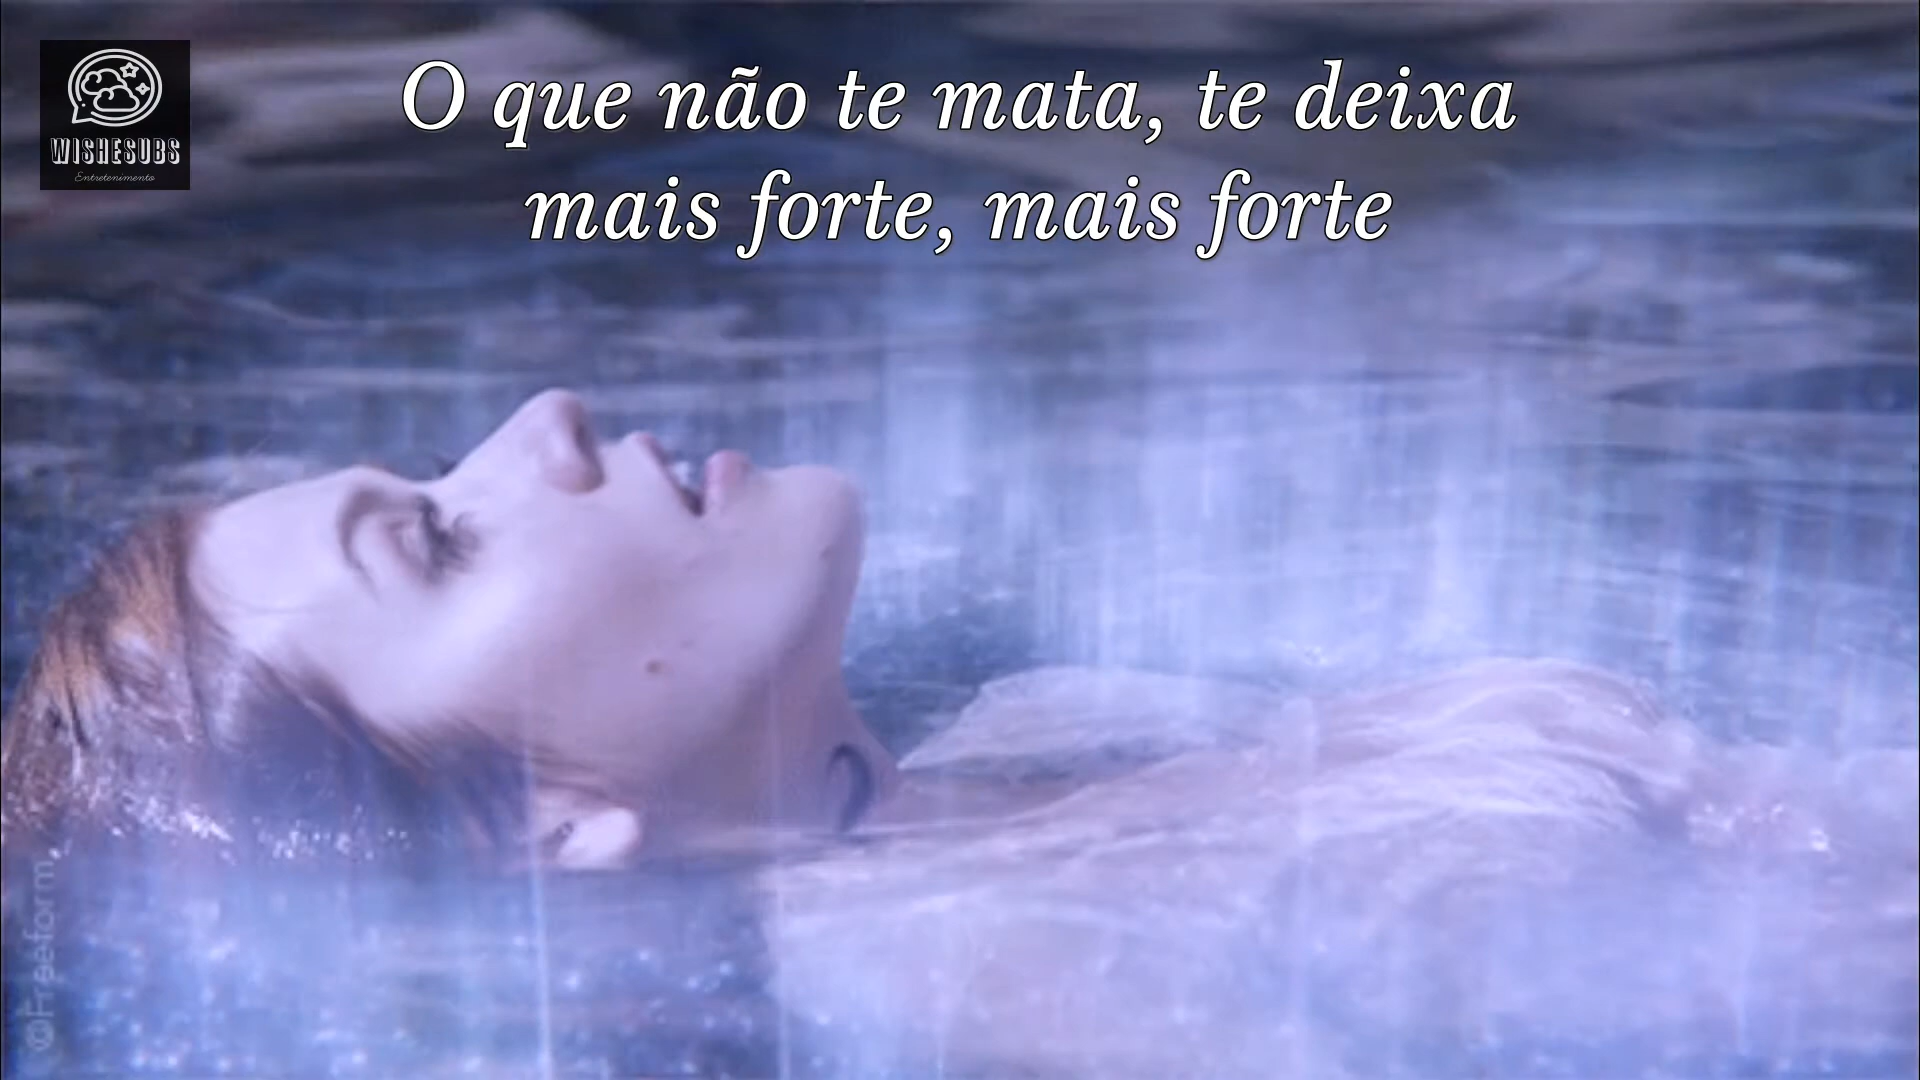 WISHESUBS
Entretenimento
O que não te mata, te deixa
mais forte, mais forte
@Freeform